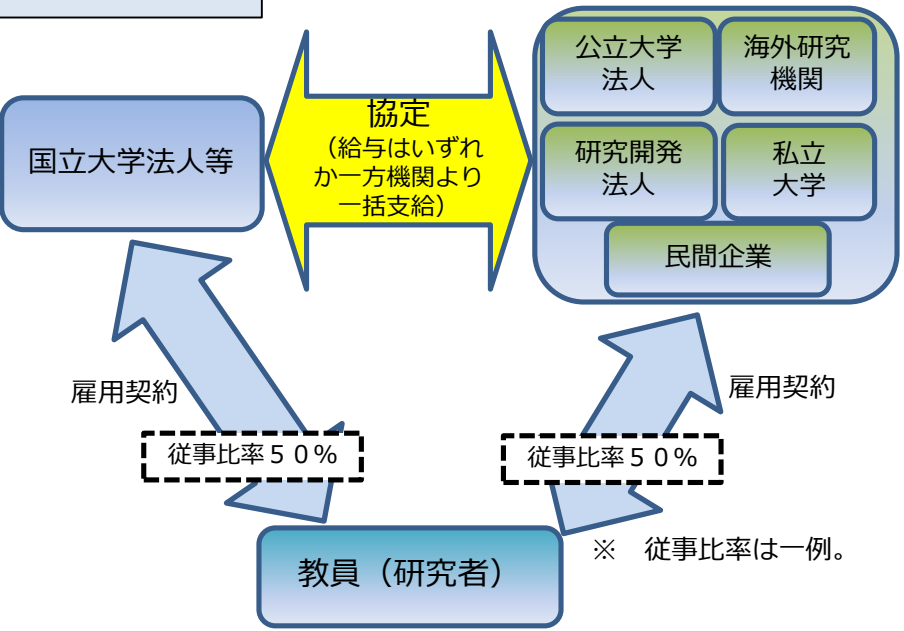 公立大学
法人
海外研究
機関
国立大学法人等
協定
（給与はいずれ
か一方機関より
一括支給）
研究開発
法人
私立
大学
民間企業
雇用契約
雇用契約
従事比率５０％
従事比率５０％
教員（研究者）
※　従事比率は一例。